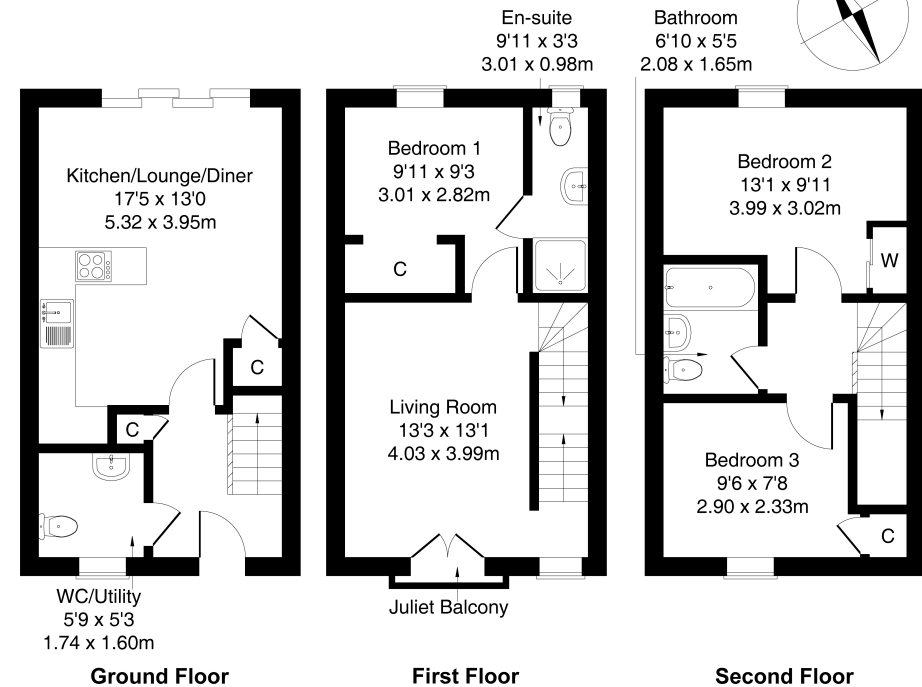 En-suite
9'11 x 3'3
3.01 x 0.98m
Bathroom
6'10 x 5'5
2.08 x 1.65m
Kitchen/Lounge/Diner
17'5 x 13'0
5.32 x 3.95m
C
C
WC/Utility
5'9 x 5'3
1.74 x 1.60m
Ground Floor
Bedroom 1
9'11 x 9'3
3.01 x 2.82m
C
Living Room
13'3 x 13'1
4.03 x 3.99m
Juliet Balcony
First Floor
Bedroom 2
13'1 x 9'11
3.99 x 3.02m
W
Bedroom 3
9'6 x 7'8
2.90 x 2.33m
C
Second Floor